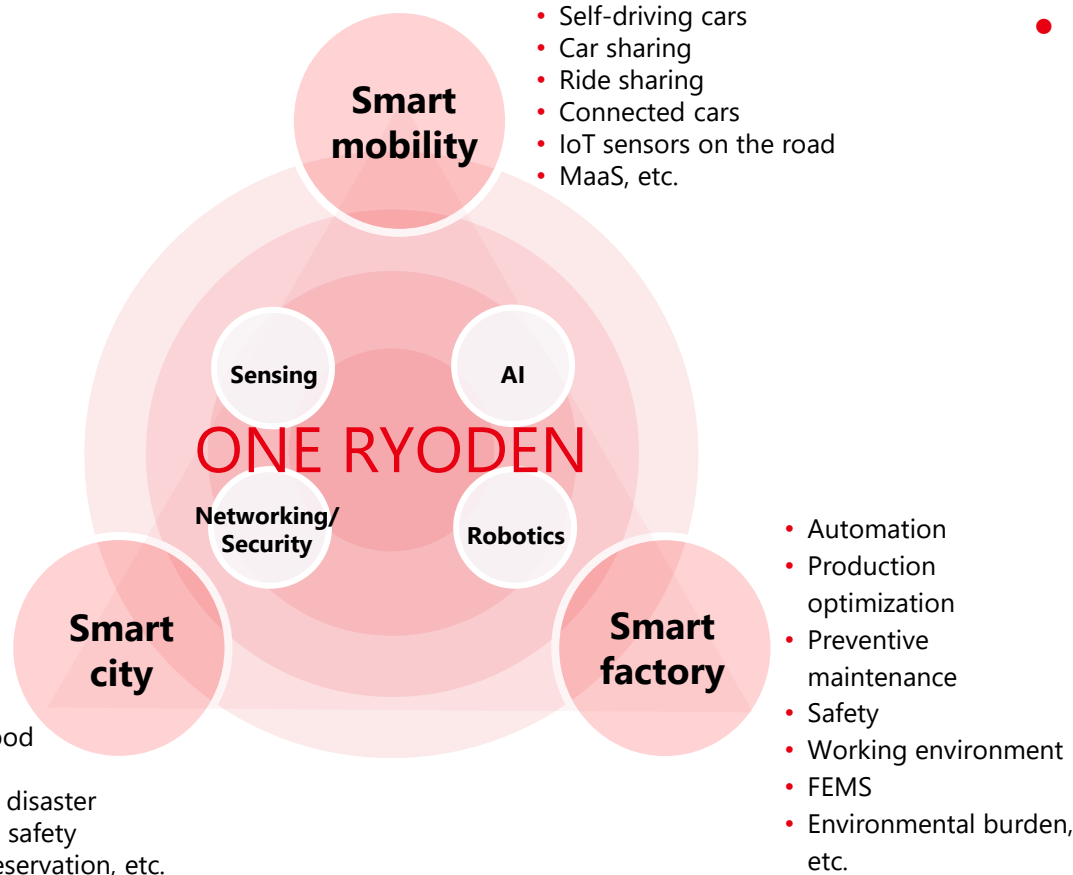 • Self-driving cars
• Car sharing
• Ride sharing
• Connected cars
• IoT sensors on the road
• MaaS, etc.
Smart
mobility
Sensing
AI
ONE RYODEN
Networking/
Security
Robotics
Smart
city
Smart
factory
• Automation
• Production
optimization
• Preventive
maintenance
• Safety
• Working environment
• FEMS
• Environmental burden,
etc.
disaster
safety
etc.